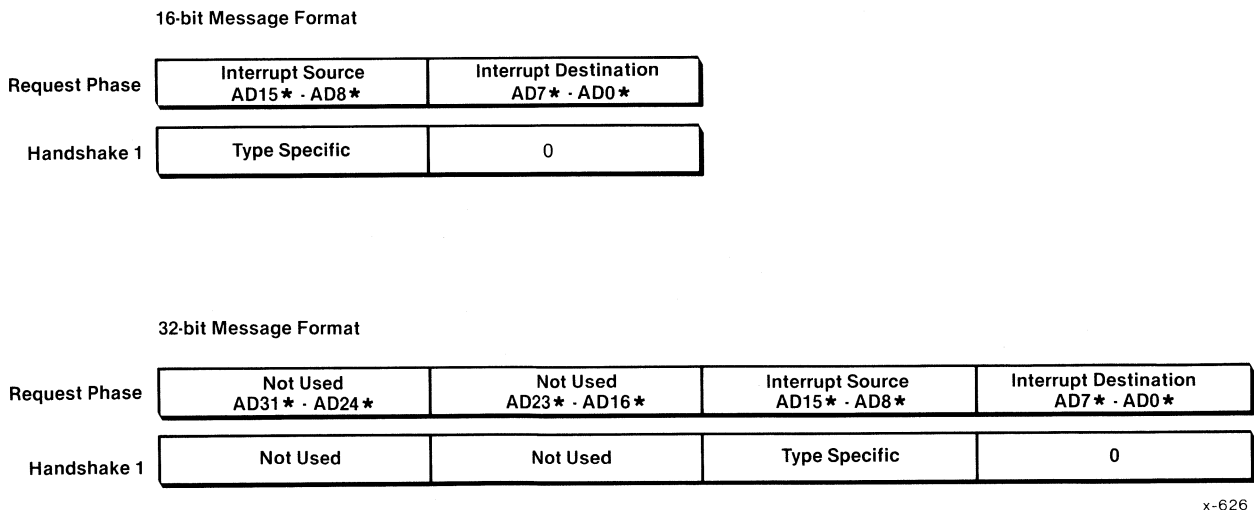 16-bit Message Format
Request Phase
Interrupt Source
AD15* - AD8*
Interrupt Destination
AD7* - AD0*
Handshake 1
Type Specific
0
32-bit Message Format
Request Phase
Not Used
AD31* - AD24*
Not Used
AD23* - AD16*
Interrupt Source
AD15* - AD8*
Interrupt Destination
AD7* - AD0*
Handshake 1
Not Used
Not Used
Type Specific
0
x-626